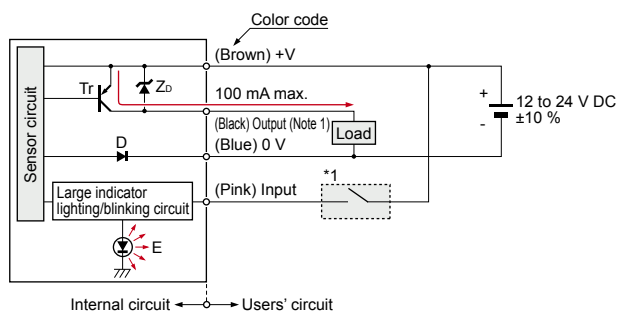 Color code
(Brown) +V
Tr
ZD
100 mA max.
+
12 to 24 V DC
±10 %
-
Sensor circuit
(Black) Output (Note 1)
Load
D
(Blue) 0 V
*1
Large indicator
lighting/blinking circuit
(Pink) Input
E
Internal circuit
Users' circuit